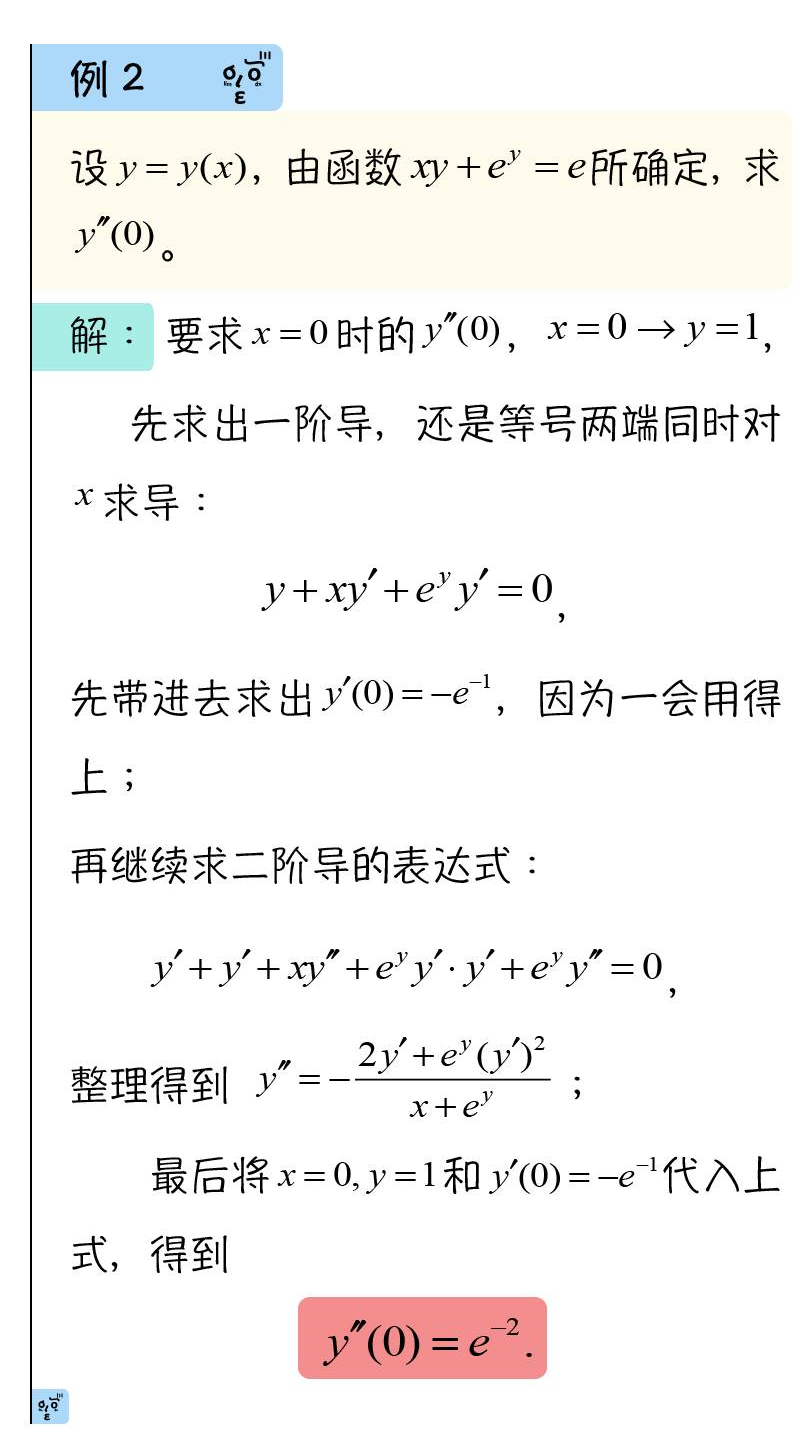 例 2
设 y = y(x), 由函数 xy + e^y = e 所确定, 求
y″(0)。
解： 要求 x = 0 时的 y″(0), x = 0 → y = 1,
先求出一阶导, 还是等号两端同时对
x 求导：
y + xy′ + e^y y′ = 0,
先带进去求出 y′(0) = −e^{−1}, 因为一会用得
上；
再继续求二阶导的表达式：
y′ + y′ + xy″ + e^y y′ · y′ + e^y y″ = 0,
整理得到 y″ = −\frac{2y′ + e^y (y′)^2}{x + e^y}；
最后将 x = 0, y = 1 和 y′(0) = −e^{−1} 代入上
式, 得到
y″(0) = e^{−2}.